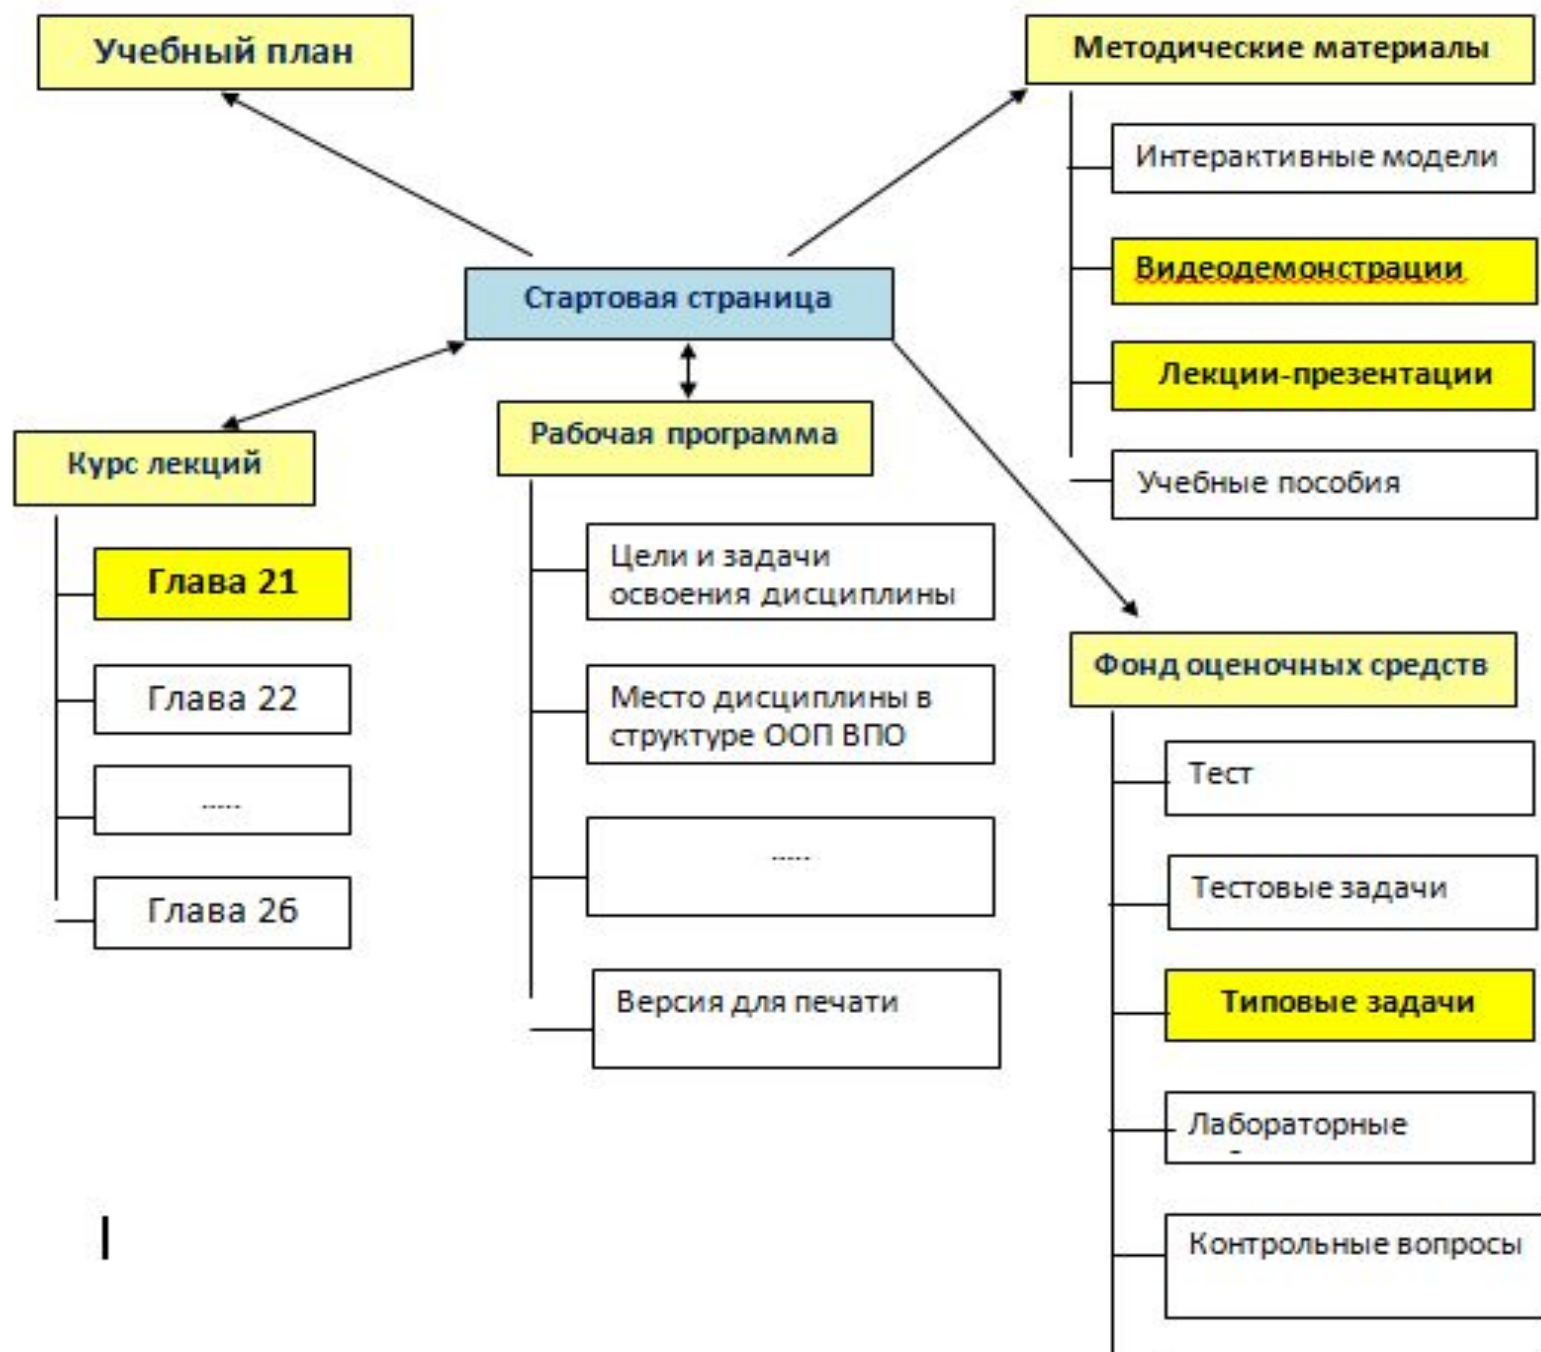 Учебный план
Методические материалы
Интерактивные модели
Видеодемонстрации
Лекции-презентации
Учебные пособия
Стартовая страница
Курс лекций
Глава 21
Глава 22
.....
Глава 26
Рабочая программа
Цели и задачи
освоения дисциплины
Место дисциплины в
структуре ООП ВПО
.....
Версия для печати
Фонд оценочных средств
Тест
Тестовые задачи
Типовые задачи
Лабораторные
Контрольные вопросы